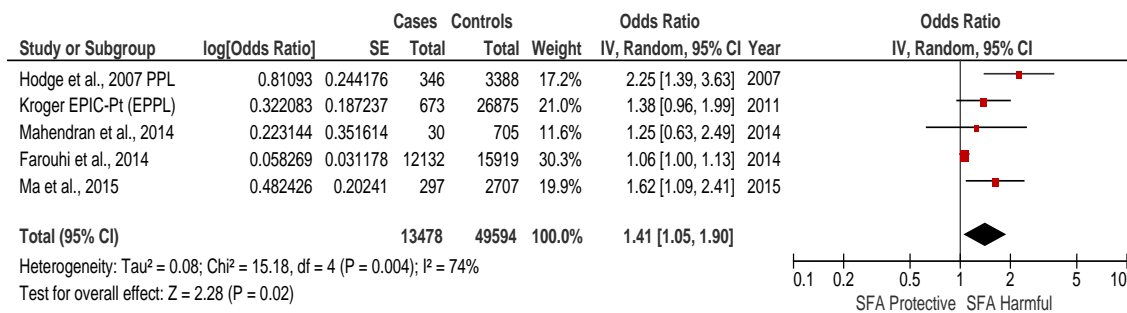 Cases Controls Odds Ratio Odds Ratio
Study or Subgroup log[Odds Ratio] SE Total Total Weight IV, Random, 95% CI Year IV, Random, 95% CI
Hodge et al., 2007 PPL 0.81093 0.244176 346 3388 17.2% 2.25 [1.39, 3.63] 2007
Kroger EPIC-Pt (EPPL) 0.322083 0.187237 673 26875 21.0% 1.38 [0.96, 1.99] 2011
Mahendran et al., 2014 0.223144 0.351614 30 705 11.6% 1.25 [0.63, 2.49] 2014
Farouhi et al., 2014 0.058269 0.031178 12132 15919 30.3% 1.06 [1.00, 1.13] 2014
Ma et al., 2015 0.482426 0.20241 297 2707 19.9% 1.62 [1.09, 2.41] 2015
Total (95% CI) 13478 49594 100.0% 1.41 [1.05, 1.90]
Heterogeneity: Tau² = 0.08; Chi² = 15.18, df = 4 (P = 0.004); I² = 74%
Test for overall effect: Z = 2.28 (P = 0.02)
0.1 0.2 0.5 1 2 5 10
SFA Protective SFA Harmful